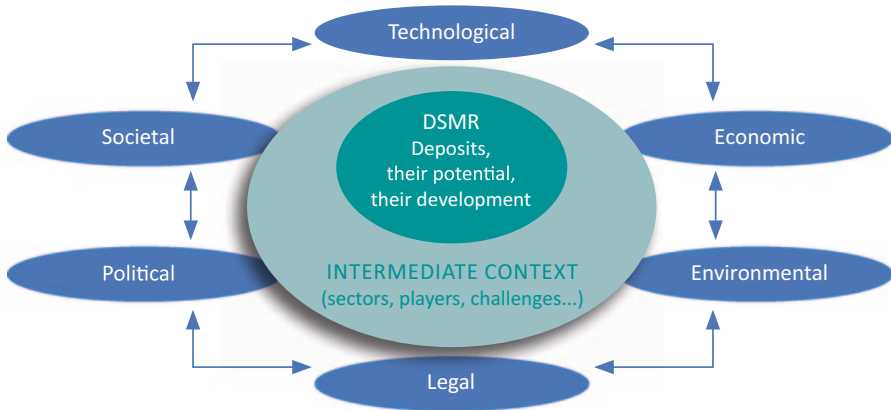 Technological
Societal
Economic
DSMR
Deposits,
their potential,
their development
Political
Environmental
INTERMEDIATE CONTEXT
(sectors, players, challenges...)
Legal